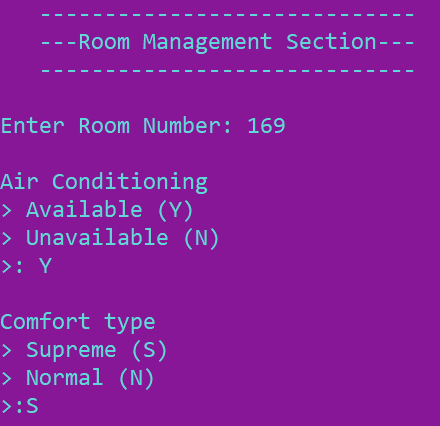 -----------------------------
---Room Management Section---
-----------------------------
Enter Room Number: 169
Air Conditioning
> Available (Y)
> Unavailable (N)
>: Y
Comfort type
> Supreme (S)
> Normal (N)
>:S